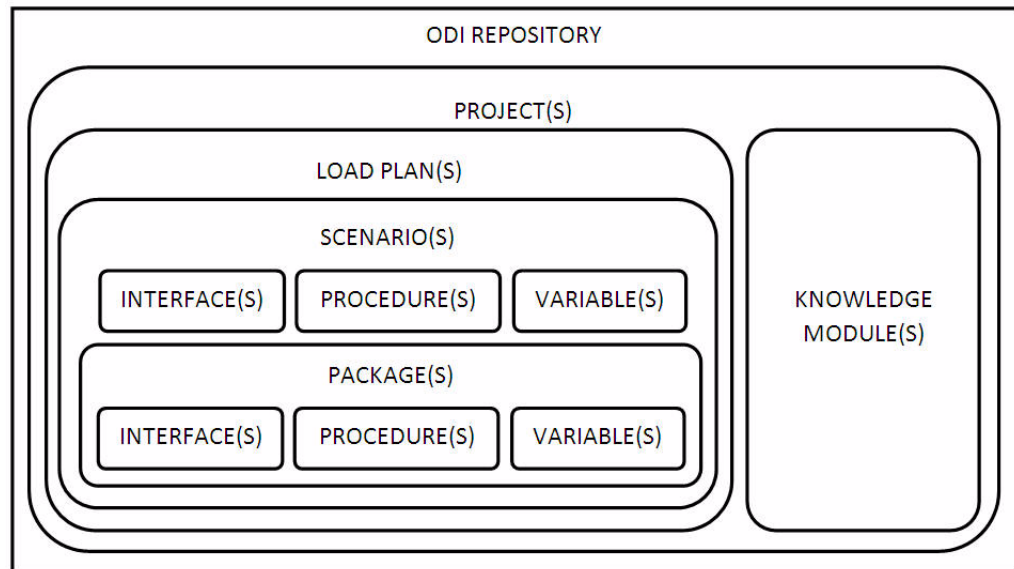 ODI REPOSITORY
PROJECT(S)
LOAD PLAN(S)
SCENARIO(S)
INTERFACE(S)
PROCEDURE(S)
VARIABLE(S)
PACKAGE(S)
INTERFACE(S)
PROCEDURE(S)
VARIABLE(S)
KNOWLEDGE
MODULE(S)